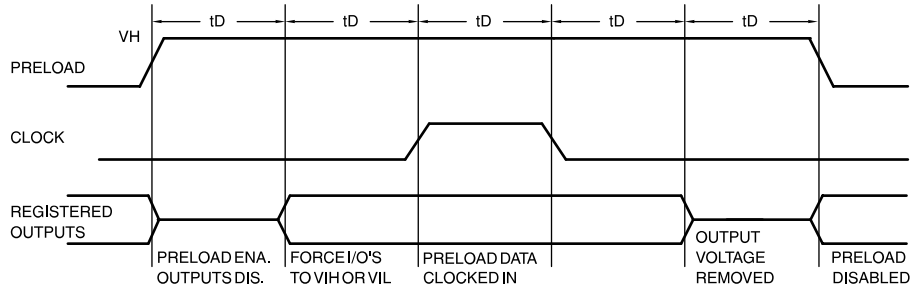 tD tD tD tD tD
VH
PRELOAD
CLOCK
REGISTERED
OUTPUTS
PRELOAD ENA.
OUTPUTS DIS.
FORCE I/O'S
TO VIH OR VIL
PRELOAD DATA
CLOCKED IN
OUTPUT
VOLTAGE
REMOVED
PRELOAD
DISABLED